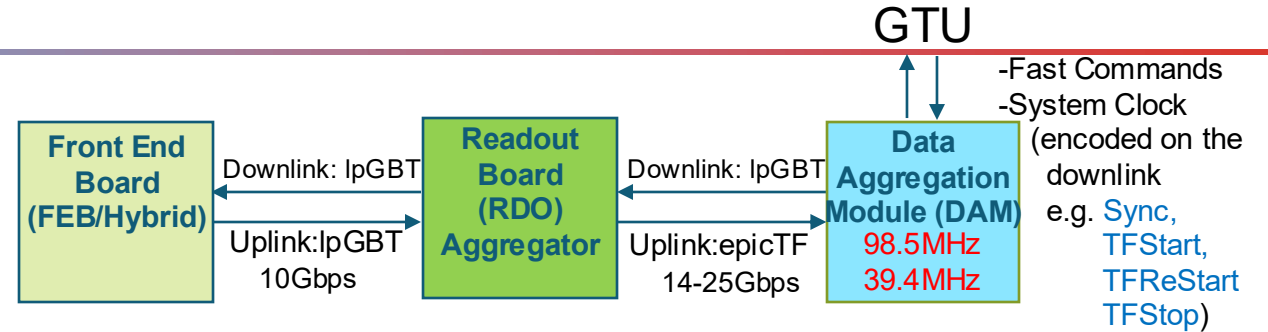 GTU
-Fast Commands
-System Clock
(encoded on the
downlink
e.g. Sync,
TFStart,
TFReStart
TFStop)
Front End
Board
(FEB/Hybrid)
Downlink: lpGBT
Uplink:lpGBT
10Gbps
Readout
Board
(RDO)
Aggregator
Downlink: lpGBT
Uplink:epicTF
14-25Gbps
Data
Aggregation
Module (DAM)
98.5MHz
39.4MHz